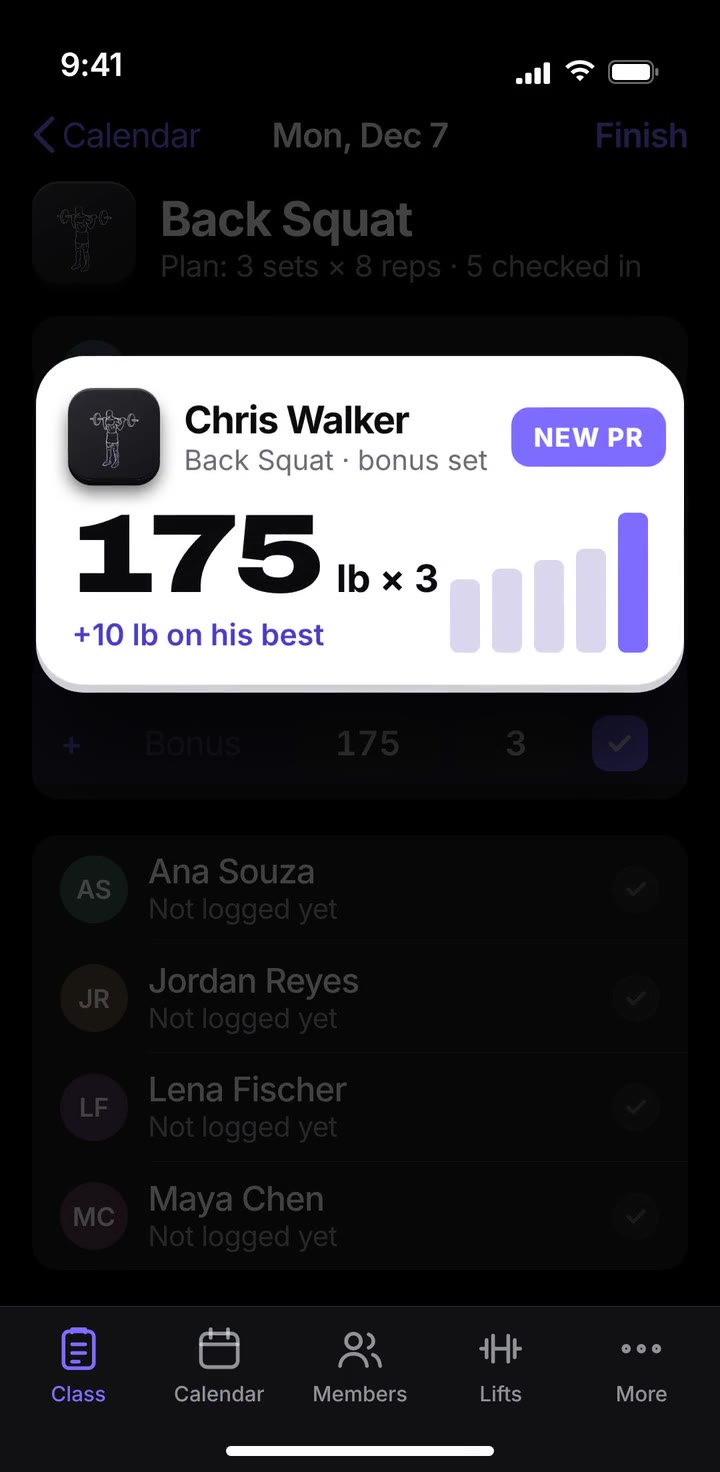 9:41
Calendar Mon, Dec 7 Finish
Back Squat
Plan: 3 sets × 8 reps · 5 checked in
Chris Walker
Back Squat · bonus set
NEW PR
175 lb × 3
+10 lb on his best
+ Bonus 175 3
AS Ana Souza
Not logged yet
JR Jordan Reyes
Not logged yet
LF Lena Fischer
Not logged yet
MC Maya Chen
Not logged yet
Class Calendar Members Lifts More